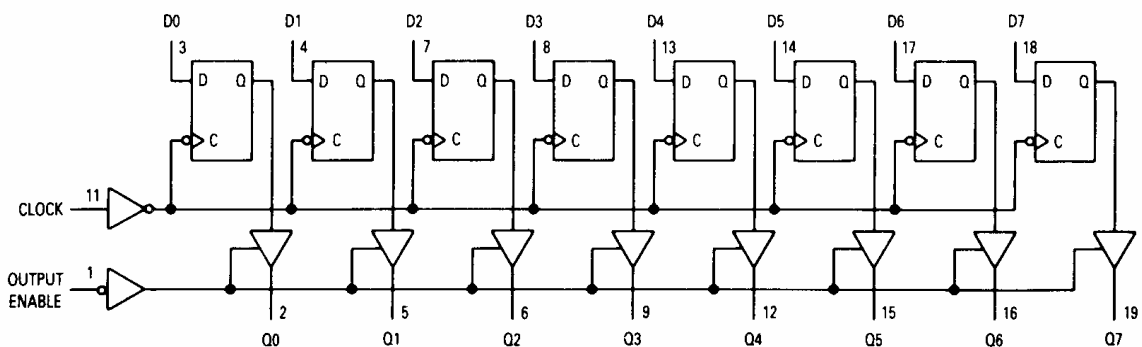 D0 D1 D2 D3 D4 D5 D6 D7
3 4 7 8 13 14 17 18
D Q D Q D Q D Q D Q D Q D Q D Q
C C C C C C C C
11
CLOCK
1
OUTPUT
ENABLE
2 5 6 9 12 15 16 19
Q0 Q1 Q2 Q3 Q4 Q5 Q6 Q7